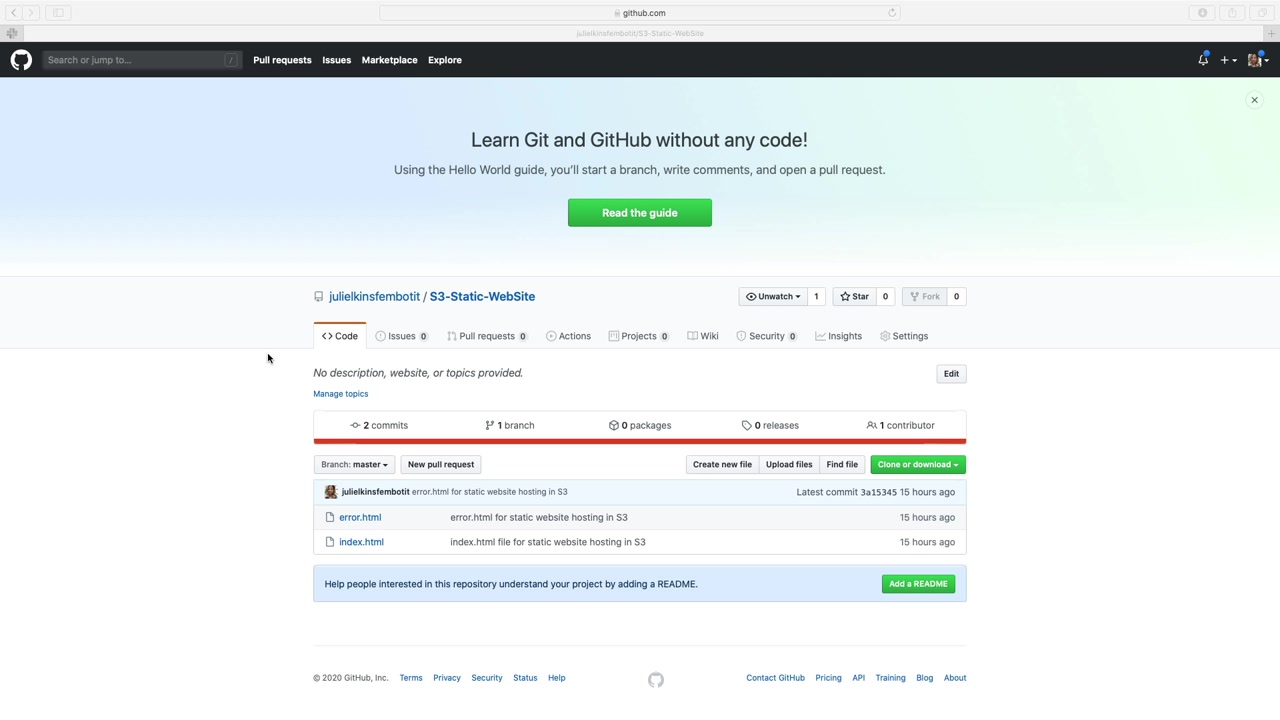 github.com
julielkinsfembotit/S3-Static-WebSite
Search or jump to... / Pull requests Issues Marketplace Explore
Learn Git and GitHub without any code!
Using the Hello World guide, you'll start a branch, write comments, and open a pull request.
Read the guide
julielkinsfembotit / S3-Static-WebSite Unwatch 1 Star 0 Fork 0
Code Issues 0 Pull requests 0 Actions Projects 0 Wiki Security 0 Insights Settings
No description, website, or topics provided. Edit
Manage topics
2 commits 1 branch 0 packages 0 releases 1 contributor
Branch: master New pull request Create new file Upload files Find file Clone or download
julielkinsfembotit error.html for static website hosting in S3 Latest commit 3a15345 15 hours ago
error.html error.html for static website hosting in S3 15 hours ago
index.html index.html file for static website hosting in S3 15 hours ago
Help people interested in this repository understand your project by adding a README. Add a README
© 2020 GitHub, Inc. Terms Privacy Security Status Help Contact GitHub Pricing API Training Blog About